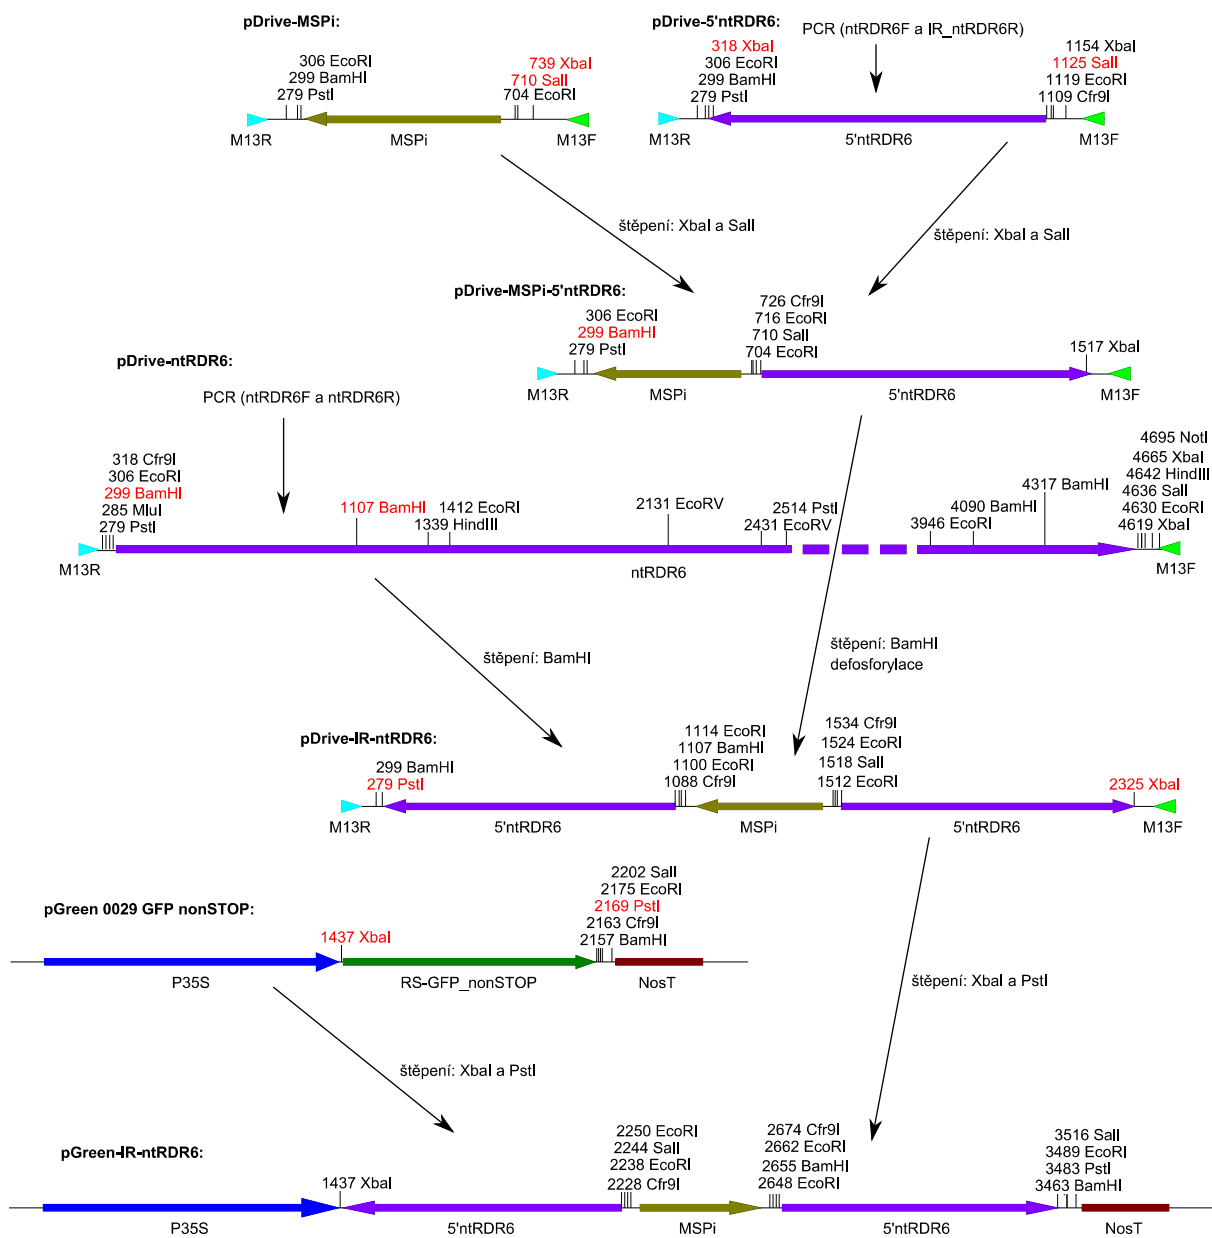 pDrive-MSPi:
306 EcoRI
299 BamHI
279 PstI
739 XbaI
710 SalI
704 EcoRI
M13R
MSPi
M13F
pDrive-5'ntRDR6:
PCR (ntRDR6F a IR_ntRDR6R)
318 XbaI
306 EcoRI
299 BamHI
279 PstI
1154 XbaI
1125 SalI
1119 EcoRI
1109 Cfr9I
M13R
5'ntRDR6
M13F
štěpení: XbaI a SalI
štěpení: XbaI a SalI
pDrive-MSPi-5'ntRDR6:
306 EcoRI
299 BamHI
279 PstI
726 Cfr9I
716 EcoRI
710 SalI
704 EcoRI
1517 XbaI
M13R
MSPi
5'ntRDR6
M13F
pDrive-ntRDR6:
PCR (ntRDR6F a ntRDR6R)
318 Cfr9I
306 EcoRI
299 BamHI
285 MluI
279 PstI
1107 BamHI
1412 EcoRI
1339 HindIII
2131 EcoRV
2514 PstI
2431 EcoRV
3946 EcoRI
4090 BamHI
4317 BamHI
4695 NotI
4665 XbaI
4642 HindIII
4636 SalI
4630 EcoRI
4619 XbaI
M13R
ntRDR6
M13F
štěpení: BamHI
štěpení: BamHI
defosforylace
pDrive-IR-ntRDR6:
299 BamHI
279 PstI
1114 EcoRI
1107 BamHI
1100 EcoRI
1088 Cfr9I
1534 Cfr9I
1524 EcoRI
1518 SalI
1512 EcoRI
2325 XbaI
M13R
5'ntRDR6
MSPi
5'ntRDR6
M13F
pGreen 0029 GFP nonSTOP:
1437 XbaI
2202 SalI
2175 EcoRI
2169 PstI
2163 Cfr9I
2157 BamHI
P35S
RS-GFP_nonSTOP
NosT
štěpení: XbaI a PstI
štěpení: XbaI a PstI
pGreen-IR-ntRDR6:
1437 XbaI
2250 EcoRI
2244 SalI
2238 EcoRI
2228 Cfr9I
2674 Cfr9I
2662 EcoRI
2655 BamHI
2648 EcoRI
3516 SalI
3489 EcoRI
3483 PstI
3463 BamHI
P35S
5'ntRDR6
MSPi
5'ntRDR6
NosT